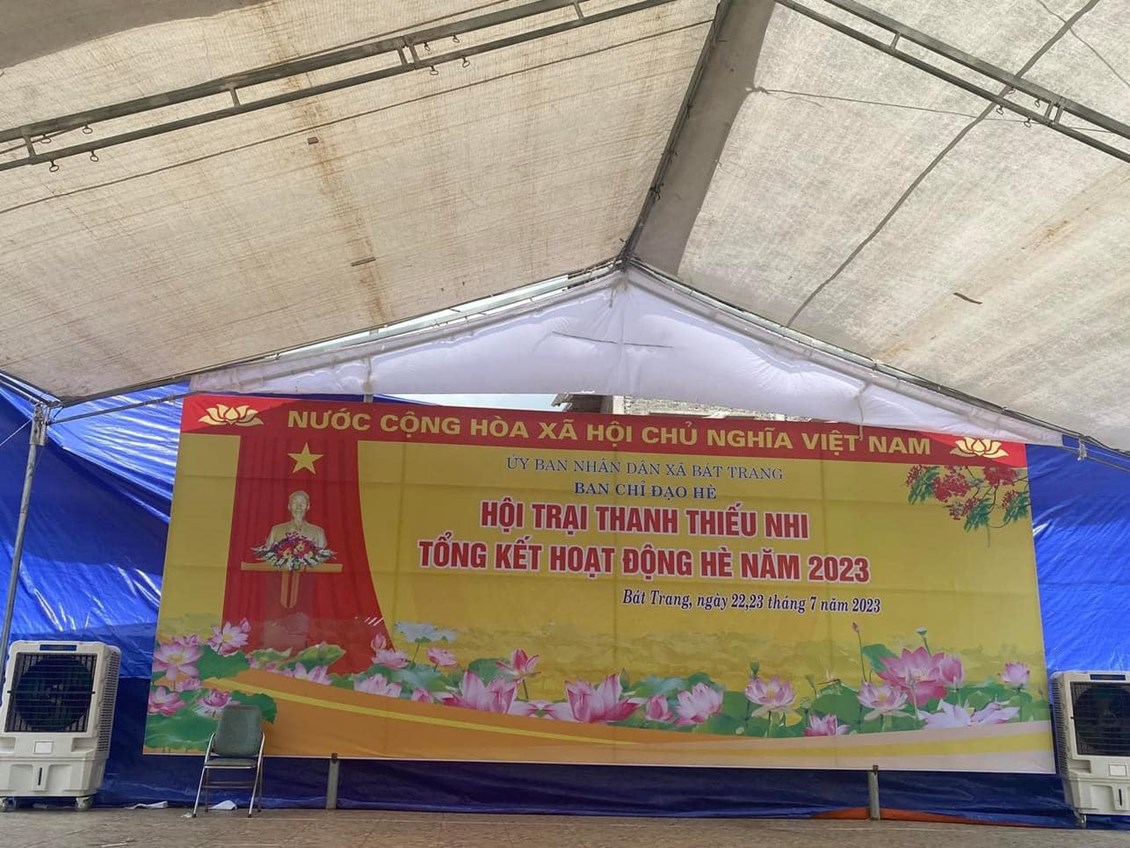 NƯỚC CỘNG HÒA XÃ HỘI CHỦ NGHĨA VIỆT NAM
ỦY BAN NHÂN DÂN XÃ BÁT TRANG
BAN CHỈ ĐẠO HÈ
HỘI TRẠI THANH THIẾU NHI
TỔNG KẾT HOẠT ĐỘNG HÈ NĂM 2023
Bát Trang, ngày 22,23 tháng 7 năm 2023